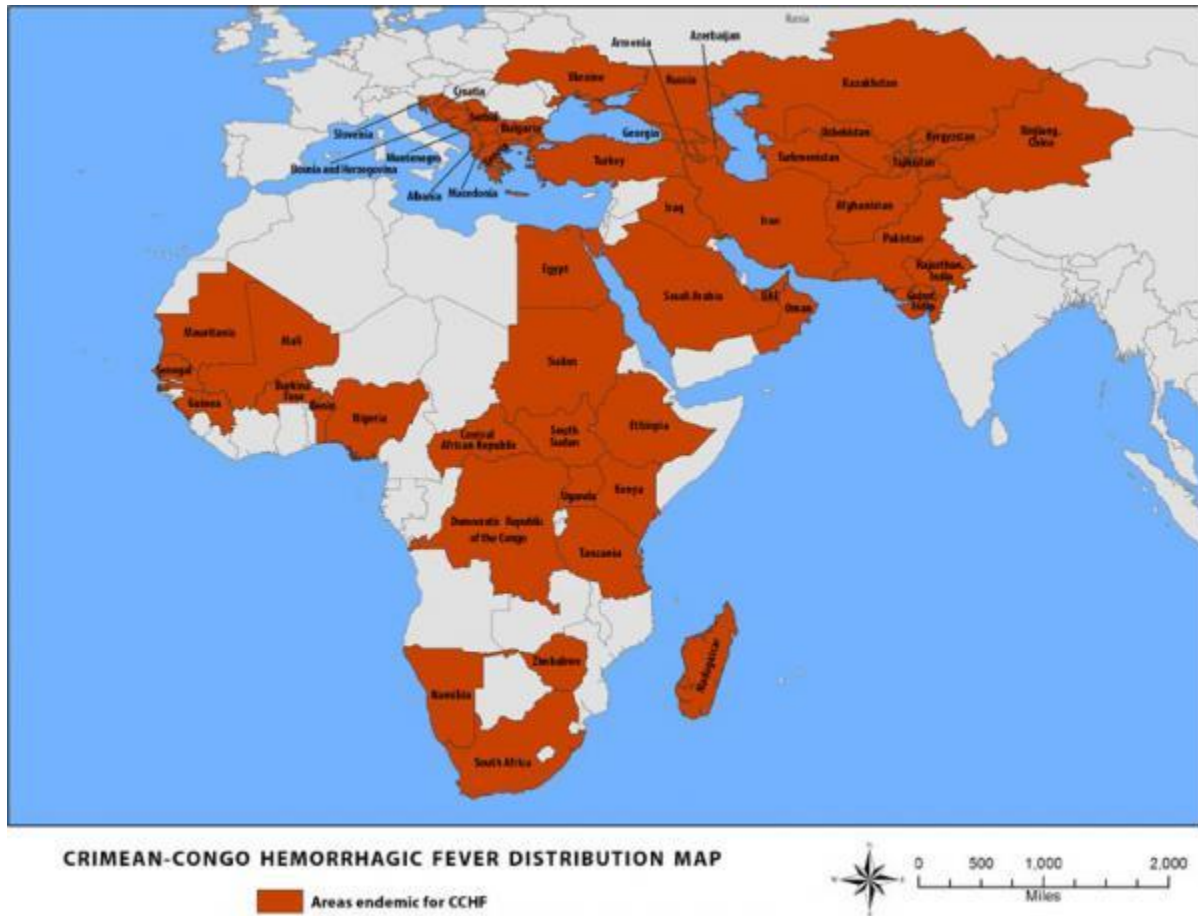 Russia
Azerbaijan
Armenia
Ukraine
Russia
Kazakhstan
Croatia
Serbia
Slovenia
Bulgaria
Georgia
Uzbekistan
Kyrgyzstan
Xinjiang,
China
Montenegro
Turkey
Turkmenistan
Tajikistan
Bosnia and Herzegovina
Albania
Macedonia
Iraq
Iran
Afghanistan
Pakistan
Egypt
Saudi Arabia
UAE
Oman
Rajasthan,
India
Gujrat,
India
Mauritania
Mali
Sudan
Senegal
Burkina
Faso
Guinea
Benin
Nigeria
Central
African Republic
South
Sudan
Ethiopia
Uganda
Kenya
Democratic Republic
of the Congo
Tanzania
Zimbabwe
Madagascar
Namibia
South Africa
CRIMEAN-CONGO HEMORRHAGIC FEVER DISTRIBUTION MAP
Areas endemic for CCHF
0 500 1,000 2,000
Miles